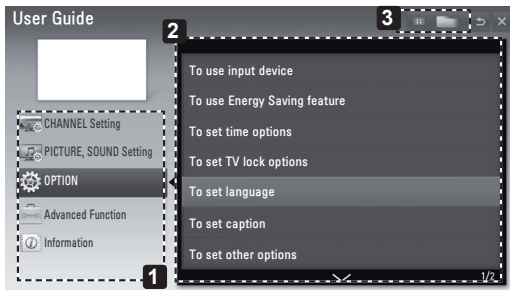 User Guide
3
2
CHANNEL Setting
PICTURE, SOUND Setting
OPTION
Advanced Function
Information
1
To use input device
To use Energy Saving feature
To set time options
To set TV lock options
To set language
To set caption
To set other options
1/2